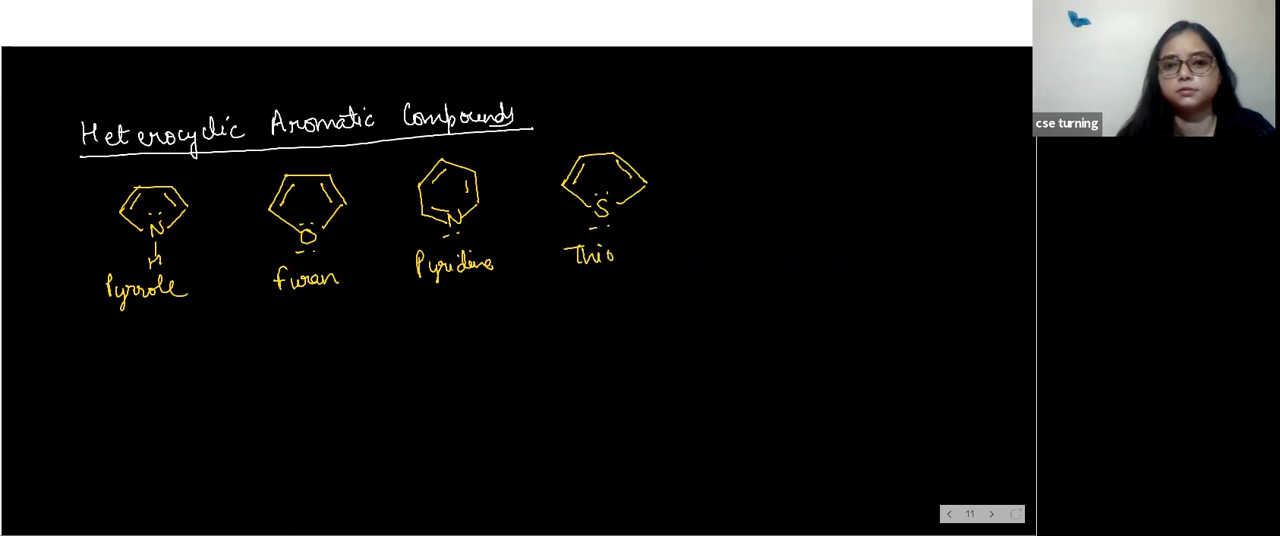 Heterocyclic Aromatic Compounds
N
H
Pyrrole
O
furan
N
Pyridine
S
Thio
cse turning
< 11 >